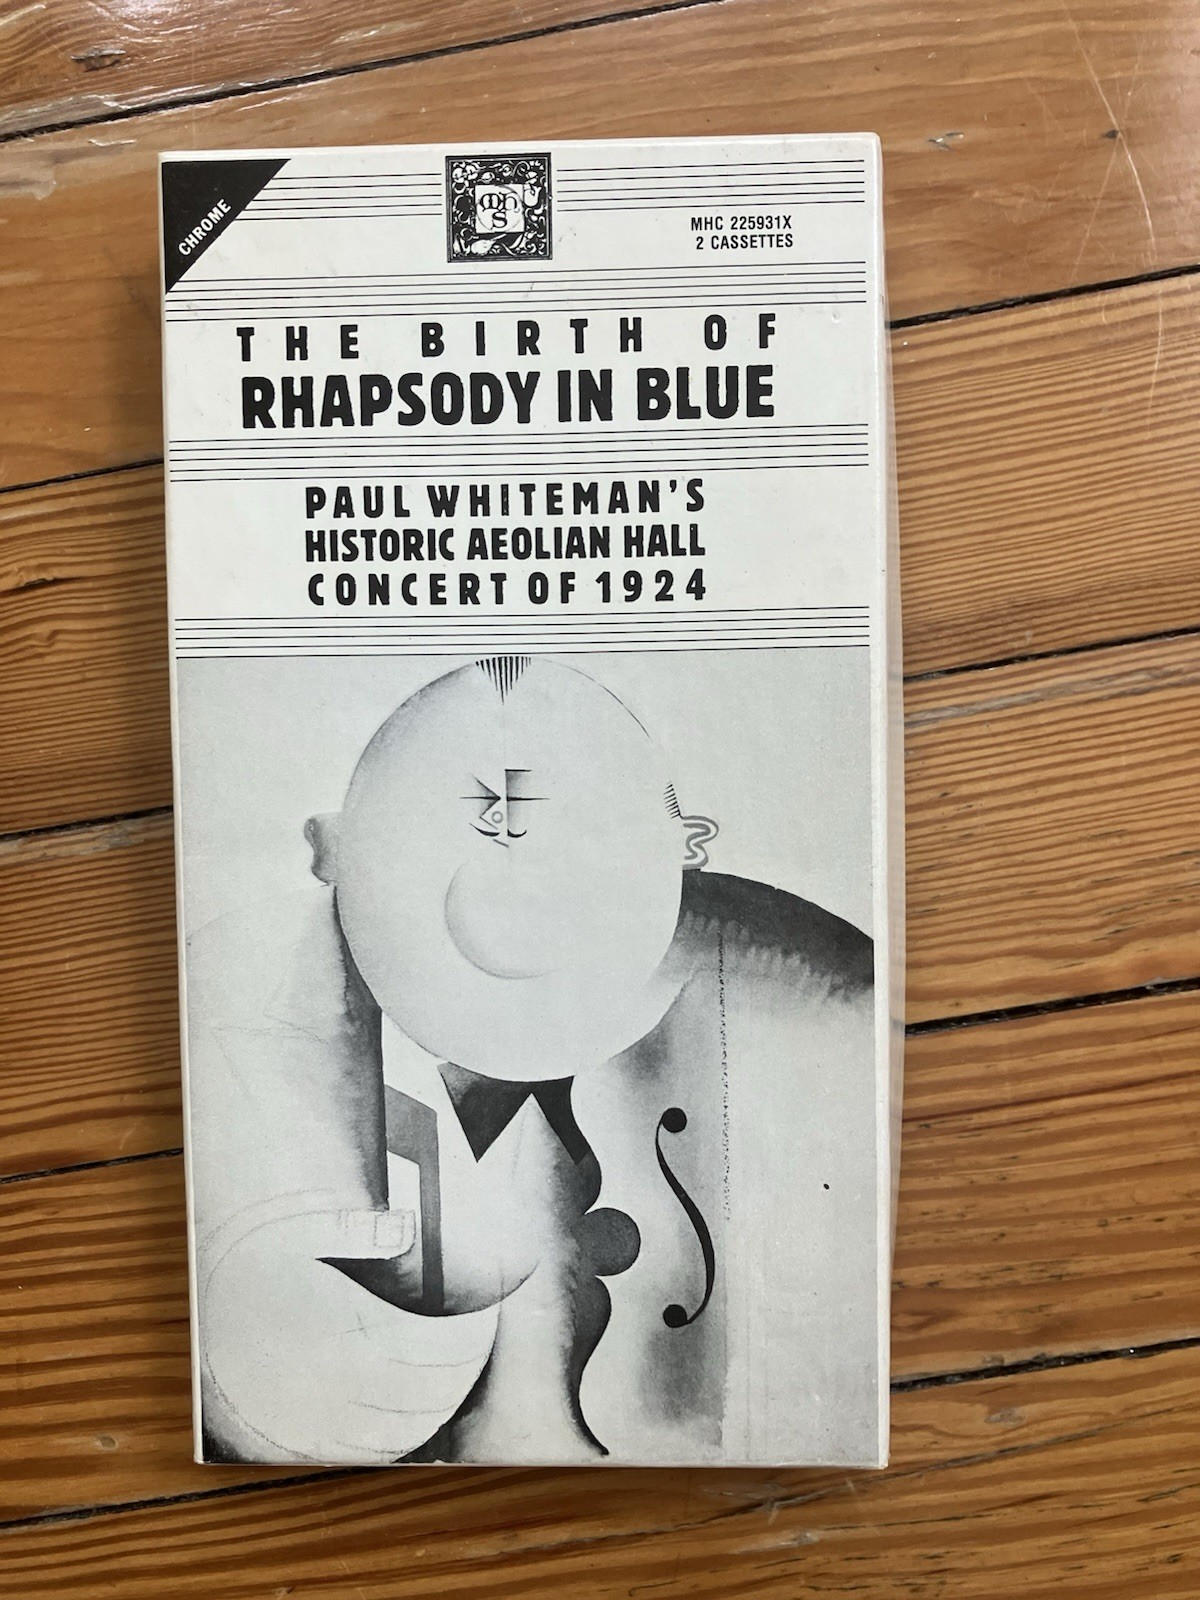 CHROME
mhs
MHC 225931X
2 CASSETTES
THE BIRTH OF
RHAPSODY IN BLUE
PAUL WHITEMAN'S
HISTORIC AEOLIAN HALL
CONCERT OF 1924